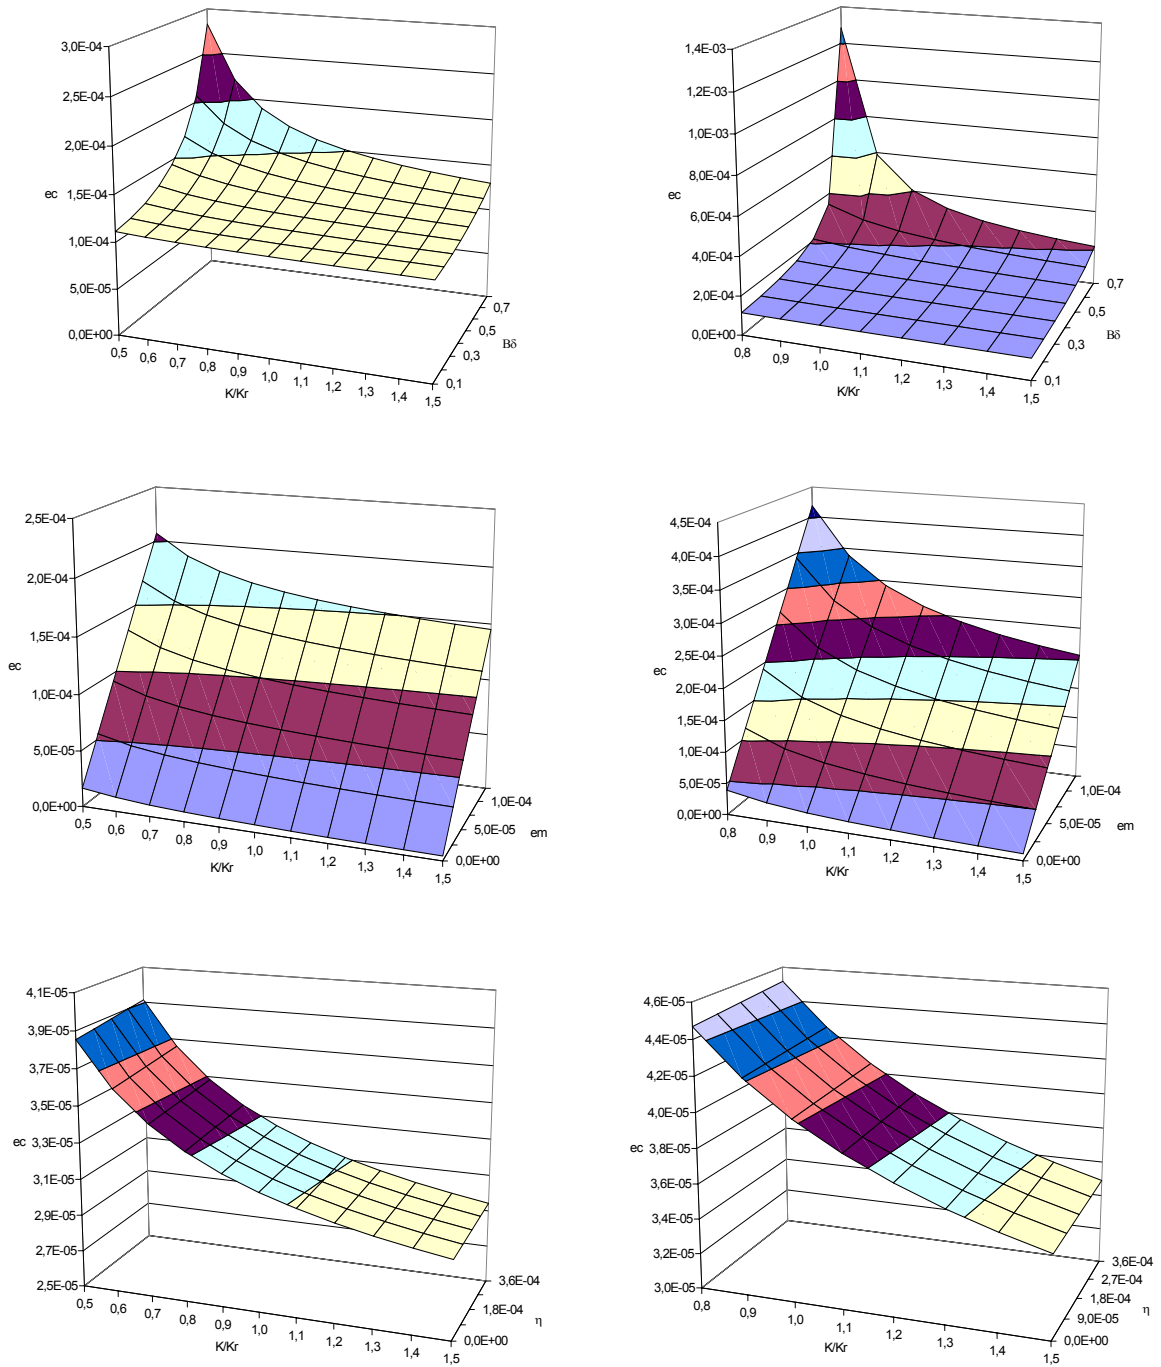 3,0E-04
2,5E-04
2,0E-04
1,5E-04
1,0E-04
5,0E-05
0,0E+00
ec
0,5 0,6 0,7 0,8 0,9 1,0 1,1 1,2 1,3 1,4 1,5
K/Kr
0,1 0,3 0,5 0,7
Bδ
1,4E-03
1,2E-03
1,0E-03
8,0E-04
6,0E-04
4,0E-04
2,0E-04
0,0E+00
ec
0,8 0,9 1,0 1,1 1,2 1,3 1,4 1,5
K/Kr
0,1 0,3 0,5 0,7
Bδ
2,5E-04
2,0E-04
1,5E-04
1,0E-04
5,0E-05
0,0E+00
ec
0,5 0,6 0,7 0,8 0,9 1,0 1,1 1,2 1,3 1,4 1,5
K/Kr
0,0E+00 5,0E-05 1,0E-04
em
4,5E-04
4,0E-04
3,5E-04
3,0E-04
2,5E-04
2,0E-04
1,5E-04
1,0E-04
5,0E-05
0,0E+00
ec
0,8 0,9 1,0 1,1 1,2 1,3 1,4 1,5
K/Kr
0,0E+00 5,0E-05 1,0E-04
em
4,1E-05
3,9E-05
3,7E-05
3,5E-05
3,3E-05
3,1E-05
2,9E-05
2,7E-05
2,5E-05
ec
0,5 0,6 0,7 0,8 0,9 1,0 1,1 1,2 1,3 1,4 1,5
K/Kr
0,0E+00 1,8E-04 3,6E-04
η
4,6E-05
4,4E-05
4,2E-05
4,0E-05
3,8E-05
3,6E-05
3,4E-05
3,2E-05
3,0E-05
ec
0,8 0,9 1,0 1,1 1,2 1,3 1,4 1,5
K/Kr
0,0E+00 9,0E-05 1,8E-04 2,7E-04 3,6E-04
η